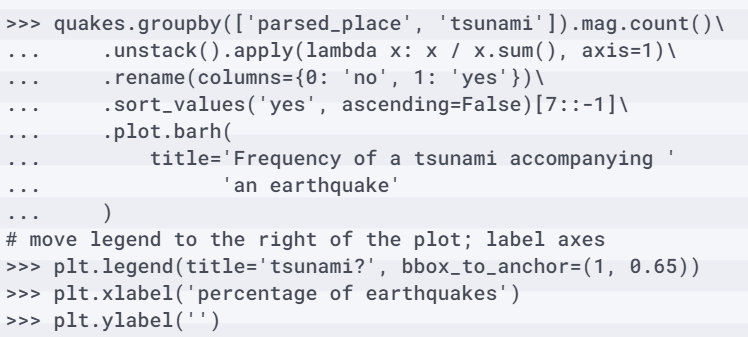 >>> quakes.groupby(['parsed_place', 'tsunami']).mag.count()\
...     .unstack().apply(lambda x: x / x.sum(), axis=1)\
...     .rename(columns={0: 'no', 1: 'yes'})\
...     .sort_values('yes', ascending=False)[7::-1]\
...     .plot.barh(
...         title='Frequency of a tsunami accompanying '
...               'an earthquake'
...     )
# move legend to the right of the plot; label axes
>>> plt.legend(title='tsunami?', bbox_to_anchor=(1, 0.65))
>>> plt.xlabel('percentage of earthquakes')
>>> plt.ylabel('')